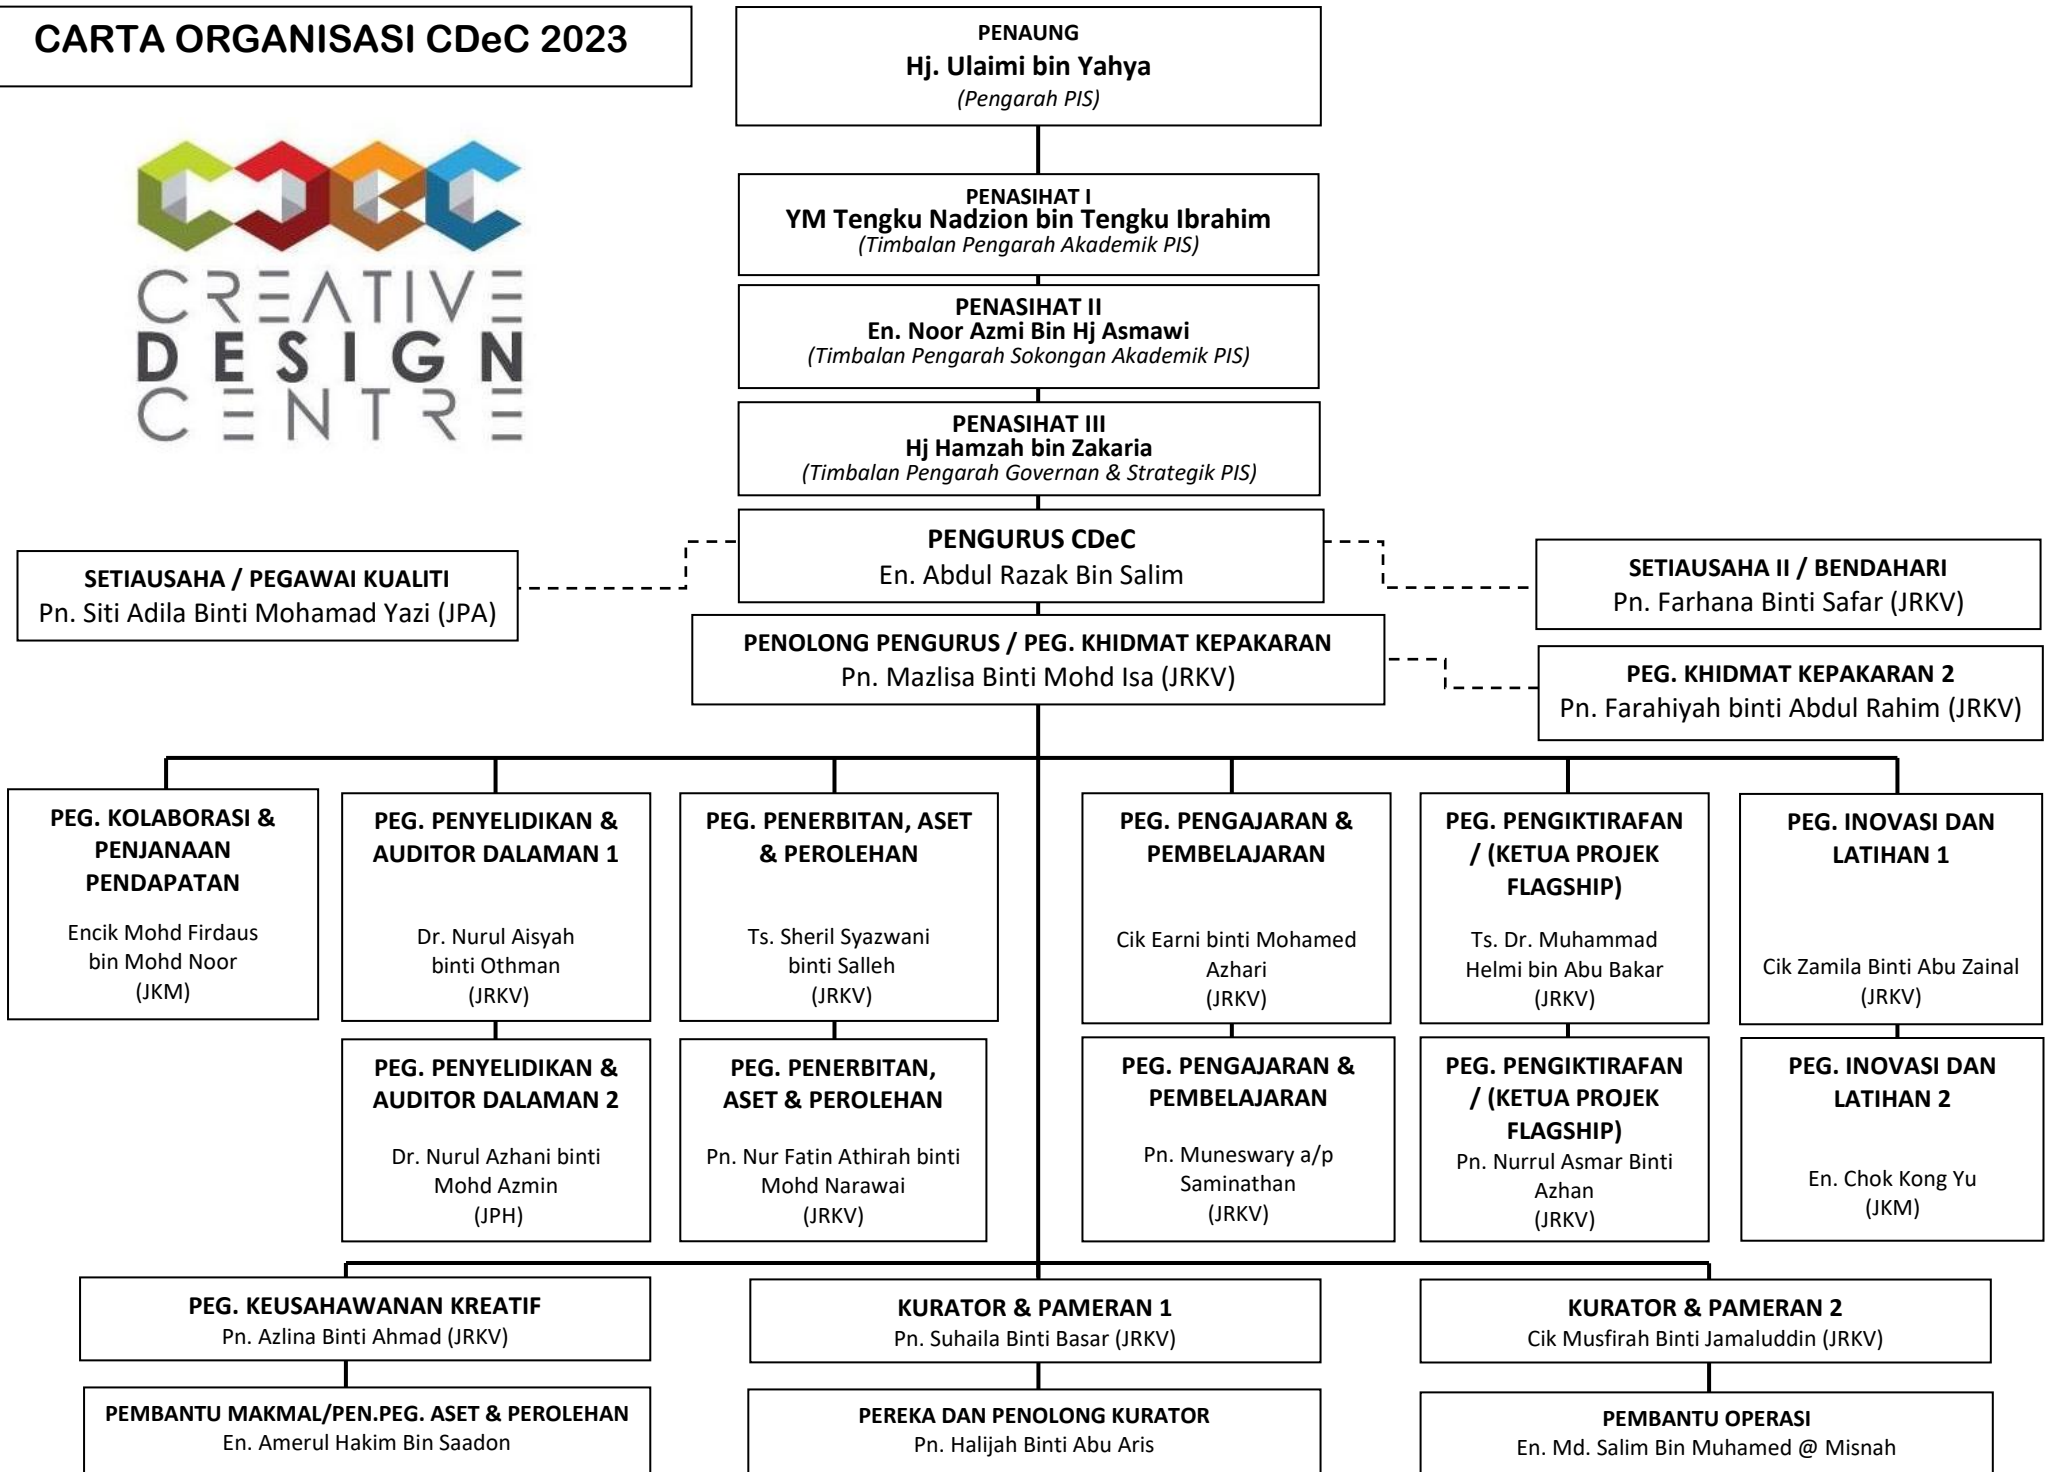 CARTA ORGANISASI CDeC 2023
CDeC
CREATIVE
DESIGN
CENTRE
PENAUNG
Hj. Ulaimi bin Yahya
(Pengarah PIS)
PENASIHAT I
YM Tengku Nadzion bin Tengku Ibrahim
(Timbalan Pengarah Akademik PIS)
PENASIHAT II
En. Noor Azmi Bin Hj Asmawi
(Timbalan Pengarah Sokongan Akademik PIS)
PENASIHAT III
Hj Hamzah bin Zakaria
(Timbalan Pengarah Governan & Strategik PIS)
PENGURUS CDeC
En. Abdul Razak Bin Salim
SETIAUSAHA / PEGAWAI KUALITI
Pn. Siti Adila Binti Mohamad Yazi (JPA)
SETIAUSAHA II / BENDAHARI
Pn. Farhana Binti Safar (JRKV)
PENOLONG PENGURUS / PEG. KHIDMAT KEPAKARAN
Pn. Mazlisa Binti Mohd Isa (JRKV)
PEG. KHIDMAT KEPAKARAN 2
Pn. Farahiyah binti Abdul Rahim (JRKV)
PEG. KOLABORASI &
PENJANAAN
PENDAPATAN
Encik Mohd Firdaus
bin Mohd Noor
(JKM)
PEG. PENYELIDIKAN &
AUDITOR DALAMAN 1
Dr. Nurul Aisyah
binti Othman
(JRKV)
PEG. PENERBITAN, ASET
& PEROLEHAN
Ts. Sheril Syazwani
binti Salleh
(JRKV)
PEG. PENGAJARAN &
PEMBELAJARAN
Cik Earni binti Mohamed
Azhari
(JRKV)
PEG. PENGIKTIRAFAN
/ (KETUA PROJEK
FLAGSHIP)
Ts. Dr. Muhammad
Helmi bin Abu Bakar
(JRKV)
PEG. INOVASI DAN
LATIHAN 1
Cik Zamila Binti Abu Zainal
(JRKV)
PEG. PENYELIDIKAN &
AUDITOR DALAMAN 2
Dr. Nurul Azhani binti
Mohd Azmin
(JPH)
PEG. PENERBITAN,
ASET & PEROLEHAN
Pn. Nur Fatin Athirah binti
Mohd Narawai
(JRKV)
PEG. PENGAJARAN &
PEMBELAJARAN
Pn. Muneswary a/p
Saminathan
(JRKV)
PEG. PENGIKTIRAFAN
/ (KETUA PROJEK
FLAGSHIP)
Pn. Nurrul Asmar Binti
Azhan
(JRKV)
PEG. INOVASI DAN
LATIHAN 2
En. Chok Kong Yu
(JKM)
PEG. KEUSAHAWANAN KREATIF
Pn. Azlina Binti Ahmad (JRKV)
KURATOR & PAMERAN 1
Pn. Suhaila Binti Basar (JRKV)
KURATOR & PAMERAN 2
Cik Musfirah Binti Jamaluddin (JRKV)
PEMBANTU MAKMAL/PEN.PEG. ASET & PEROLEHAN
En. Amerul Hakim Bin Saadon
PEREKA DAN PENOLONG KURATOR
Pn. Halijah Binti Abu Aris
PEMBANTU OPERASI
En. Md. Salim Bin Muhamed @ Misnah